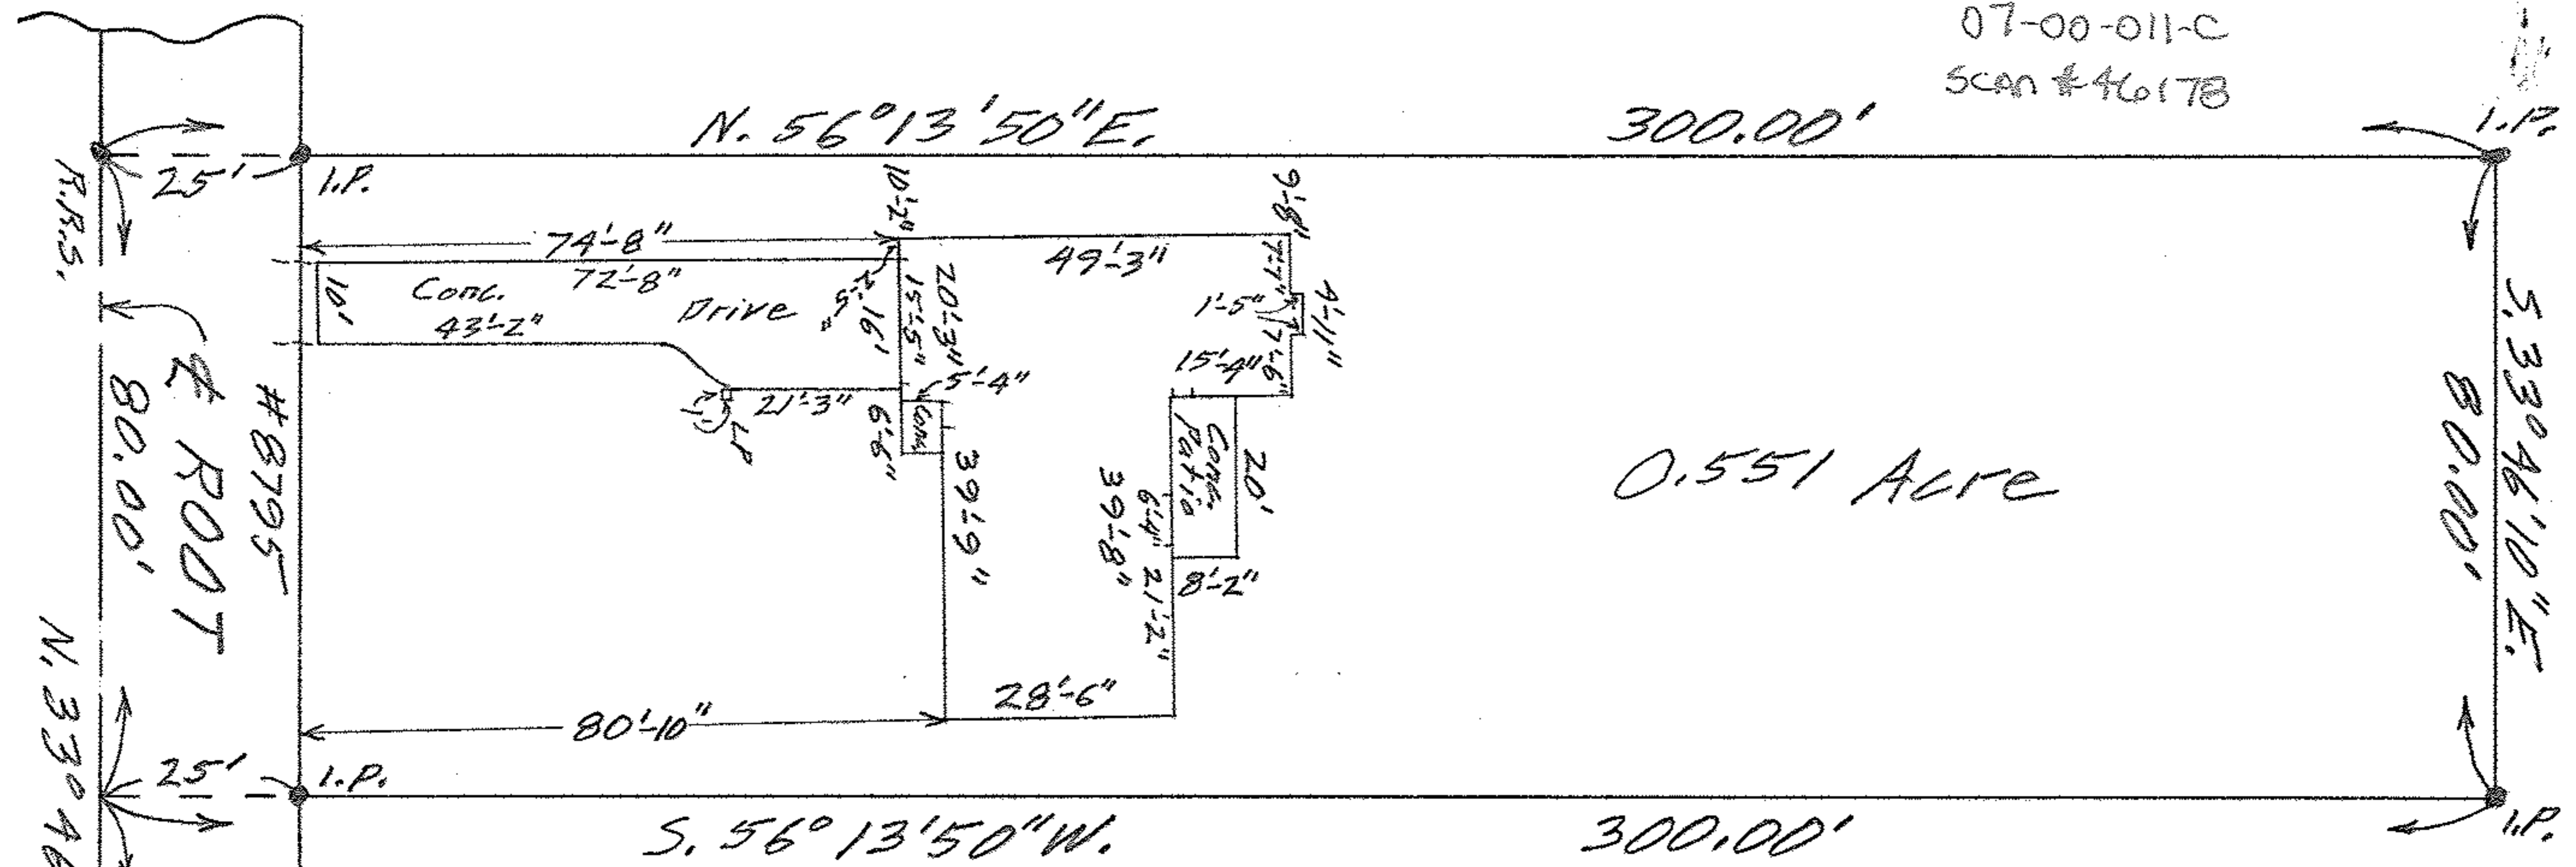 07-00-011-C
Scan #46178
N. 56°13'50"E.
300.00'
I.P.
25'
I.P.
R.R.S.
10'-2"
9'-8"
74'-8"
49'-3"
7'-7"
72'-8"
Conc.
Drive
10'
43'-2"
5'-2"
16'
15'-5"
20'-3"
1'-5"
4'-11"
7'-6"
15'-4"
5'-4"
21'-3"
LP
6'-6"
Conc.
39'-9"
Conc.
Patio
20'
6'-4"
39'-8"
8'-2"
21'-2"
28'-6"
80'-10"
0.551 Acre
S. 33°46'10"E.
80.00'
#8795
℄ ROOT
80.00'
N. 33°46
25'
I.P.
S. 56°13'50"W.
300.00'
I.P.